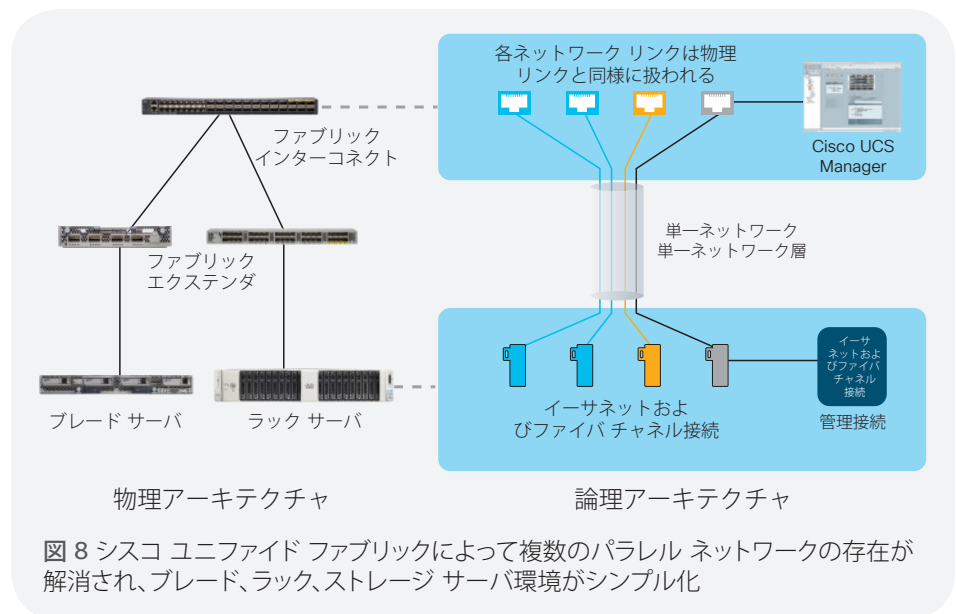 各ネットワーク リンクは物理
リンクと同様に扱われる
Cisco UCS
Manager
ファブリック
インターコネクト
単一ネットワーク
単一ネットワーク層
ファブリック
エクステンダ
イーサ
ネットおよ
びファイバ
チャネル
接続
ブレード サーバ
ラック サーバ
イーサネットおよ
びファイバ チャネル接続
管理接続
物理アーキテクチャ
論理アーキテクチャ
図 8 シスコ ユニファイド ファブリックによって複数のパラレル ネットワークの存在が
解消され、ブレード、ラック、ストレージ サーバ環境がシンプル化